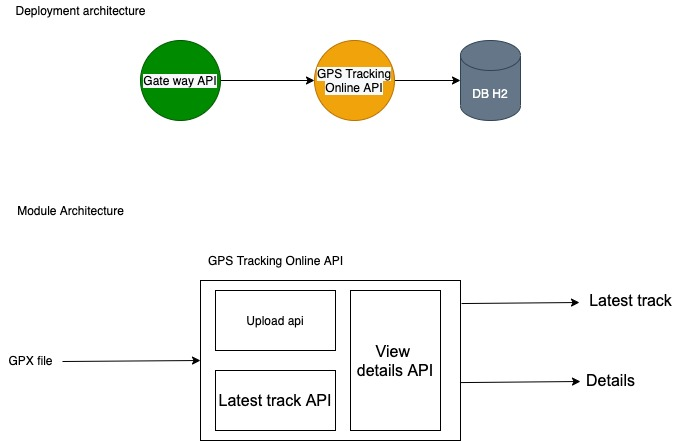 Deployment architecture
Gate way API
GPS Tracking
Online API
DB H2
Module Architecture
GPS Tracking Online API
Upload api
Latest track
View
details API
GPX file
Latest track API
Details